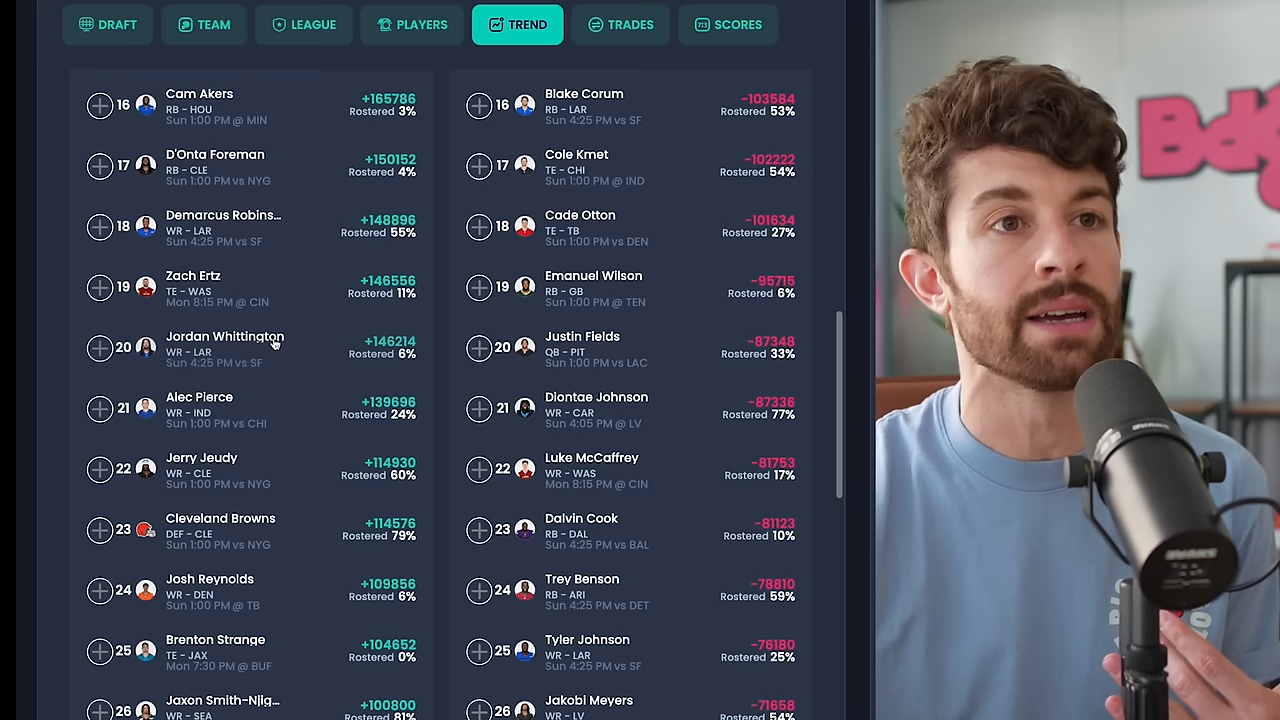 DRAFT
TEAM
LEAGUE
PLAYERS
TREND
TRADES
SCORES
16 Cam Akers +165786
RB - HOU Rostered 3%
Sun 1:00 PM @ MIN
17 D'Onta Foreman +150152
RB - CLE Rostered 4%
Sun 1:00 PM vs NYG
18 Demarcus Robins... +148896
WR - LAR Rostered 55%
Sun 4:25 PM vs SF
19 Zach Ertz +146556
TE - WAS Rostered 11%
Mon 8:15 PM @ CIN
20 Jordan Whittington +146214
WR - LAR Rostered 6%
Sun 4:25 PM vs SF
21 Alec Pierce +139696
WR - IND Rostered 24%
Sun 1:00 PM vs CHI
22 Jerry Jeudy +114930
WR - CLE Rostered 60%
Sun 1:00 PM vs NYG
23 Cleveland Browns +114576
DEF - CLE Rostered 79%
Sun 1:00 PM vs NYG
24 Josh Reynolds +109856
WR - DEN Rostered 6%
Sun 1:00 PM @ TB
25 Brenton Strange +104652
TE - JAX Rostered 0%
Mon 7:30 PM @ BUF
26 Jaxon Smith-Njig... +100800
WR - SEA Rostered 81%
16 Blake Corum -103584
RB - LAR Rostered 53%
Sun 4:25 PM vs SF
17 Cole Kmet -102222
TE - CHI Rostered 54%
Sun 1:00 PM @ IND
18 Cade Otton -101634
TE - TB Rostered 27%
Sun 1:00 PM vs DEN
19 Emanuel Wilson -95715
RB - GB Rostered 6%
Sun 1:00 PM @ TEN
20 Justin Fields -87348
QB - PIT Rostered 33%
Sun 1:00 PM vs LAC
21 Diontae Johnson -87336
WR - CAR Rostered 77%
Sun 4:05 PM @ LV
22 Luke McCaffrey -81753
WR - WAS Rostered 17%
Mon 8:15 PM @ CIN
23 Dalvin Cook -81123
RB - DAL Rostered 10%
Sun 4:25 PM vs BAL
24 Trey Benson -78810
RB - ARI Rostered 59%
Sun 4:25 PM vs DET
25 Tyler Johnson -76180
WR - LAR Rostered 25%
Sun 4:25 PM vs SF
26 Jakobi Meyers -71658
WR - LV Rostered 54%